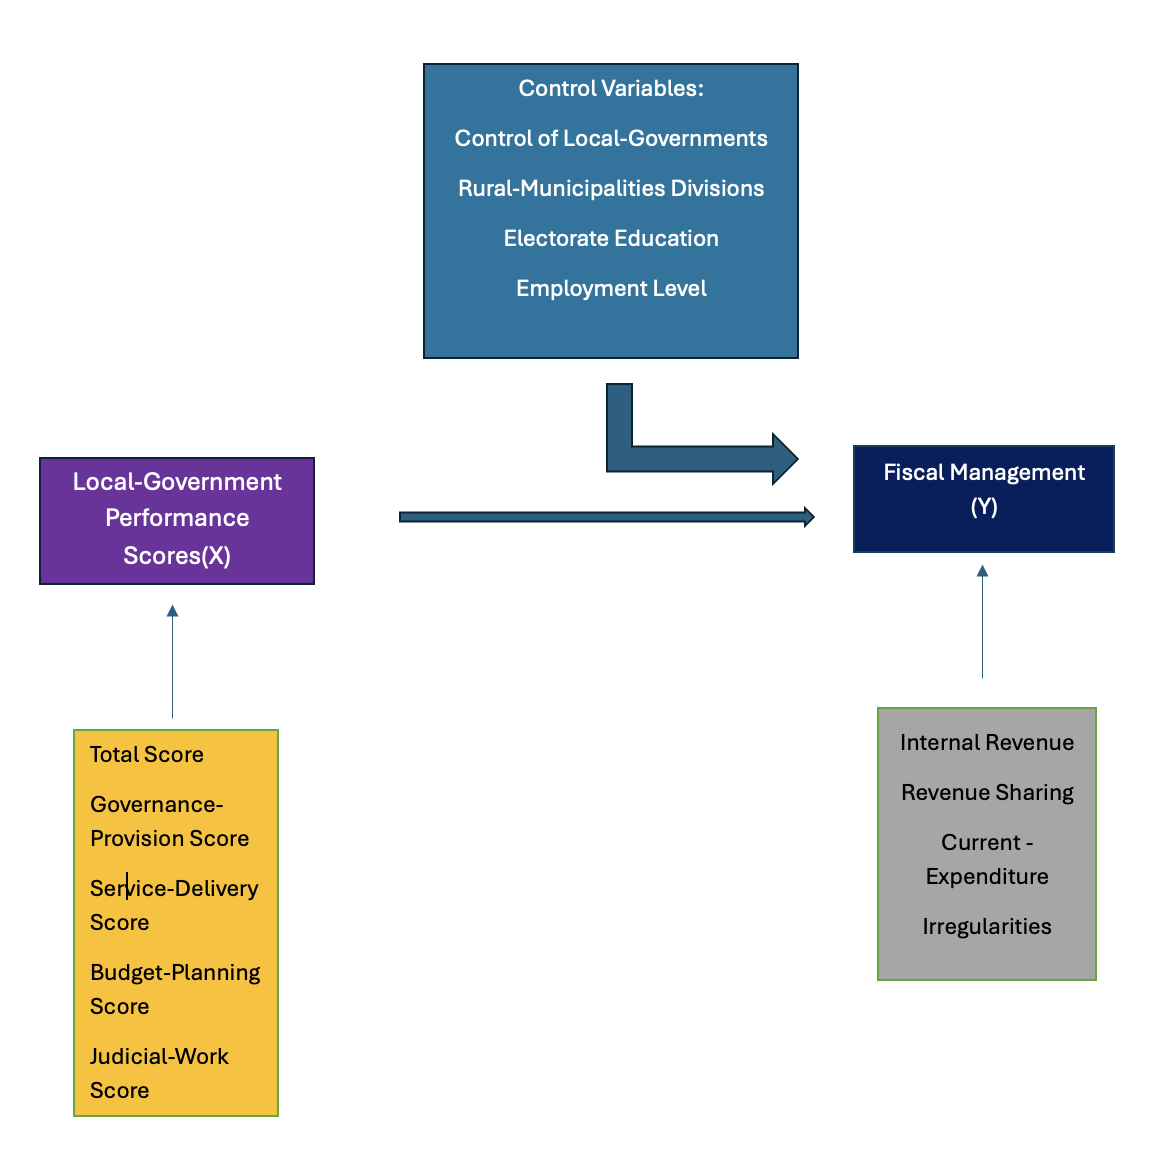 Control Variables:
Control of Local-Governments
Rural-Municipalities Divisions
Electorate Education
Employment Level
Local-Government
Performance
Scores(X)
Fiscal Management
(Y)
Total Score
Governance-
Provision Score
Service-Delivery
Score
Budget-Planning
Score
Judicial-Work
Score
Internal Revenue
Revenue Sharing
Current -
Expenditure
Irregularities